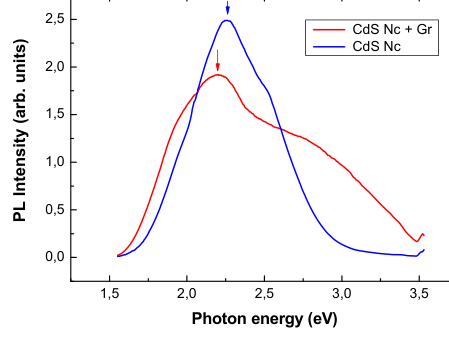 CdS Nc + Gr
CdS Nc
PL Intensity (arb. units)
2,5
2,0
1,5
1,0
0,5
0,0
1,5 2,0 2,5 3,0 3,5
Photon energy (eV)